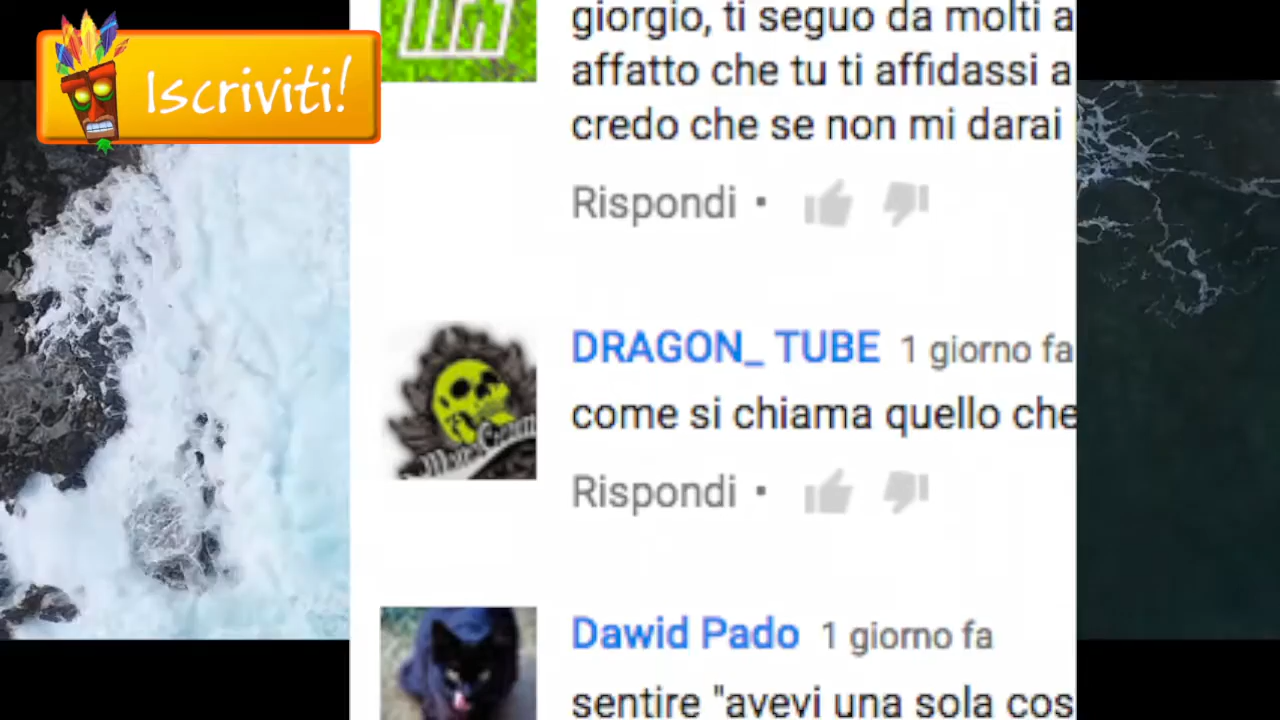 Iscriviti!
giorgio, ti seguo da molti a
affatto che tu ti affidassi a
credo che se non mi darai
Rispondi •
DRAGON_ TUBE 1 giorno fa
come si chiama quello che
Rispondi •
Dawid Pado 1 giorno fa
sentire "avevi una sola cos